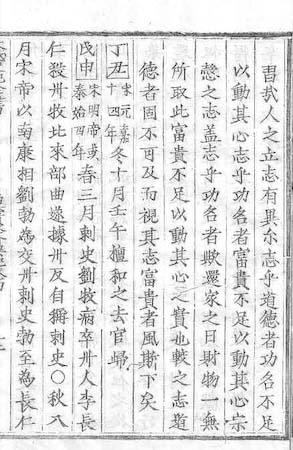 哉人之立志有異尒志乎道德者功名不足
以動其心志乎功名者富貴不足以動其心宗
慤之志盖志乎功名者歟還家之日財物一無
所取此富貴不足以動其心之實也較之志道
德者固不可及而視其志富貴者風斯下矣
丁丑宋元嘉十四年冬十月壬午檀和之去官歸
戊申宋明帝彧泰始四年春三月刺史劉牧病卒州人李長
仁殺州牧北來部曲遂據州反自稱刺史〇秋八
月宋帝以南康相劉勃為交州刺史勃至為長仁